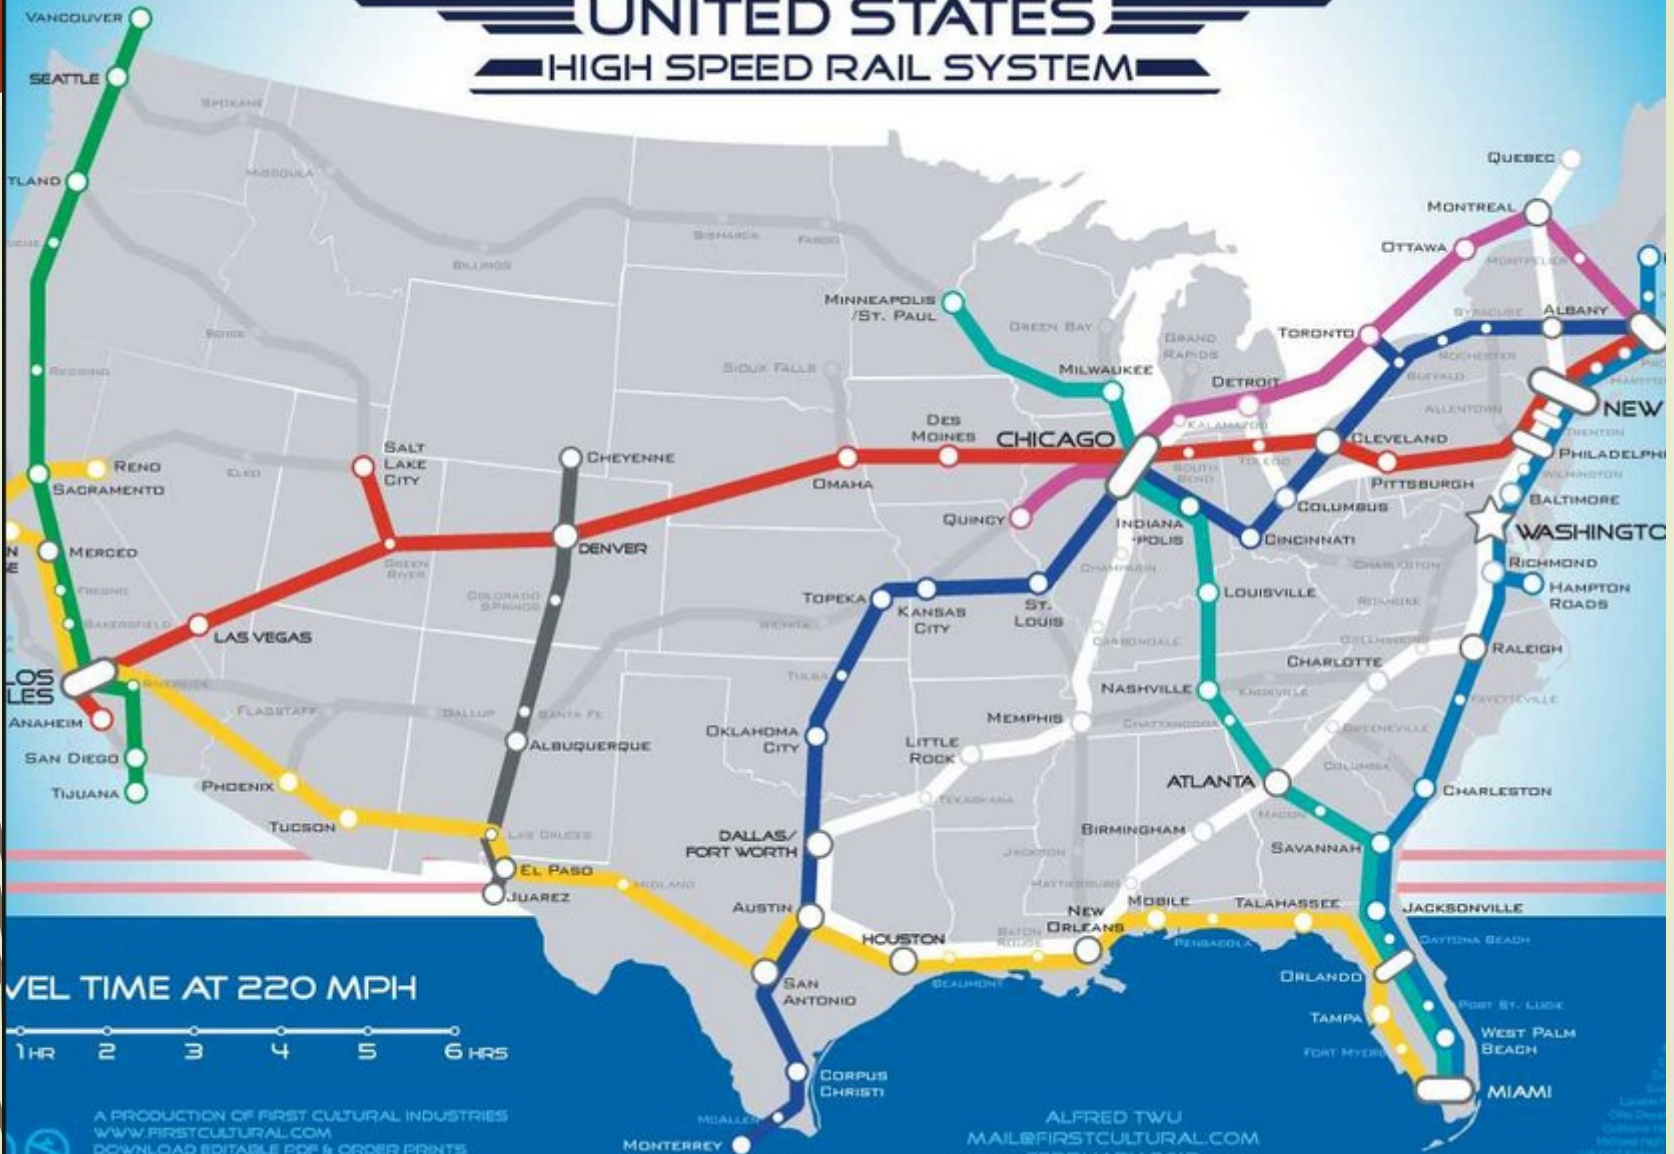 UNITED STATES
HIGH SPEED RAIL SYSTEM
VANCOUVER
SEATTLE
SPOKANE
TLAND
MISSOULA
BILLINGS
BISMARCK
FARGO
BOISE
REDDING
QUEBEC
MONTREAL
OTTAWA
MONTPELIER
MINNEAPOLIS
/ST. PAUL
GREEN BAY
GRAND
RAPIDS
TORONTO
SYRACUSE
ALBANY
ROCHESTER
BUFFALO
SIOUX FALLS
MILWAUKEE
DETROIT
KALAMAZOO
ALLENTOWN
NEW
TRENTON
DES
MOINES
CHICAGO
CLEVELAND
PHILADELPHI
SALT
LAKE
CITY
CHEYENNE
RENO
ELKO
SACRAMENTO
OMAHA
SOUTH
BEND
TOLEDO
PITTSBURGH
WILMINGTON
BALTIMORE
QUINCY
INDIANA
-POLIS
COLUMBUS
CINCINNATI
WASHINGTO
MERCED
GREEN
RIVER
DENVER
CHAMPAIGN
CHARLESTON
RICHMOND
HAMPTON
ROADS
FRESNO
COLORADO
SPRINGS
TOPEKA
KANSAS
CITY
ST.
LOUIS
LOUISVILLE
ROANOKE
BAKERSFIELD
LAS VEGAS
WICHITA
CARBONDALE
GREENSBORO
RALEIGH
CHARLOTTE
LOS
LES
RIVERSIDE
TULSA
NASHVILLE
KNOXVILLE
FAYETTEVILLE
ANAHEIM
FLAGSTAFF
GALLUP
SANTA FE
ALBUQUERQUE
OKLAHOMA
CITY
MEMPHIS
CHATTANOOGA
GREENEVILLE
SAN DIEGO
LITTLE
ROCK
COLUMBIA
TIJUANA
PHOENIX
TUCSON
TEXARKANA
ATLANTA
MACON
CHARLESTON
LAS CRUCES
DALLAS/
FORT WORTH
BIRMINGHAM
SAVANNAH
EL PASO
MIDLAND
JACKSON
JUAREZ
HATTIESBURG
AUSTIN
HOUSTON
BATON
ROUGE
NEW
ORLEANS
MOBILE
PENSACOLA
TALAHASSEE
JACKSONVILLE
DAYTONA BEACH
BEAUMONT
SAN
ANTONIO
ORLANDO
TAMPA
PORT ST. LUCIE
WEST PALM
BEACH
FORT MYERS
MIAMI
VEL TIME AT 220 MPH
1 HR 2 3 4 5 6 HRS
CORPUS
CHRISTI
MCALLEN
MONTERREY
A PRODUCTION OF FIRST CULTURAL INDUSTRIES
WWW.FIRSTCULTURAL.COM
DOWNLOAD EDITABLE PDF & ORDER PRINTS
ALFRED TWU
MAIL@FIRSTCULTURAL.COM